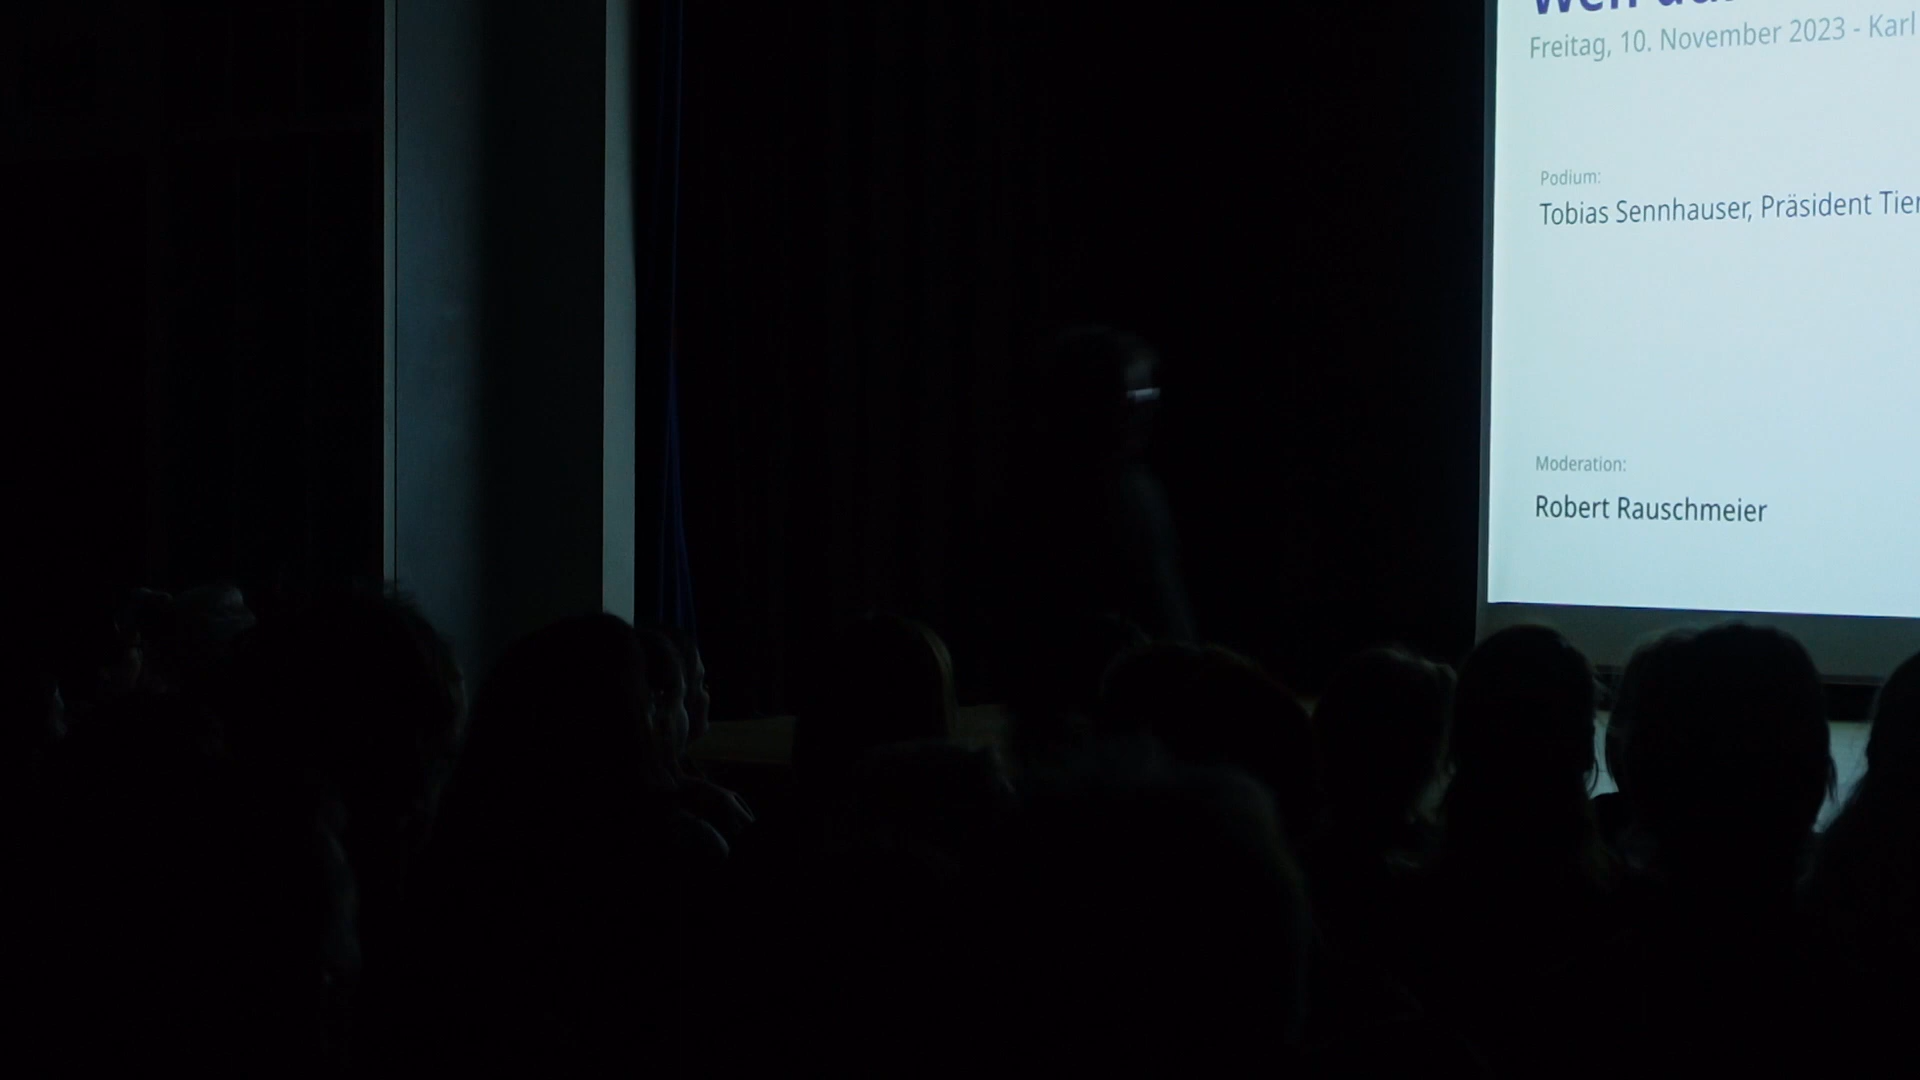 Freitag, 10. November 2023 - Karl
Podium:
Tobias Sennhauser, Präsident Tier
Moderation:
Robert Rauschmeier